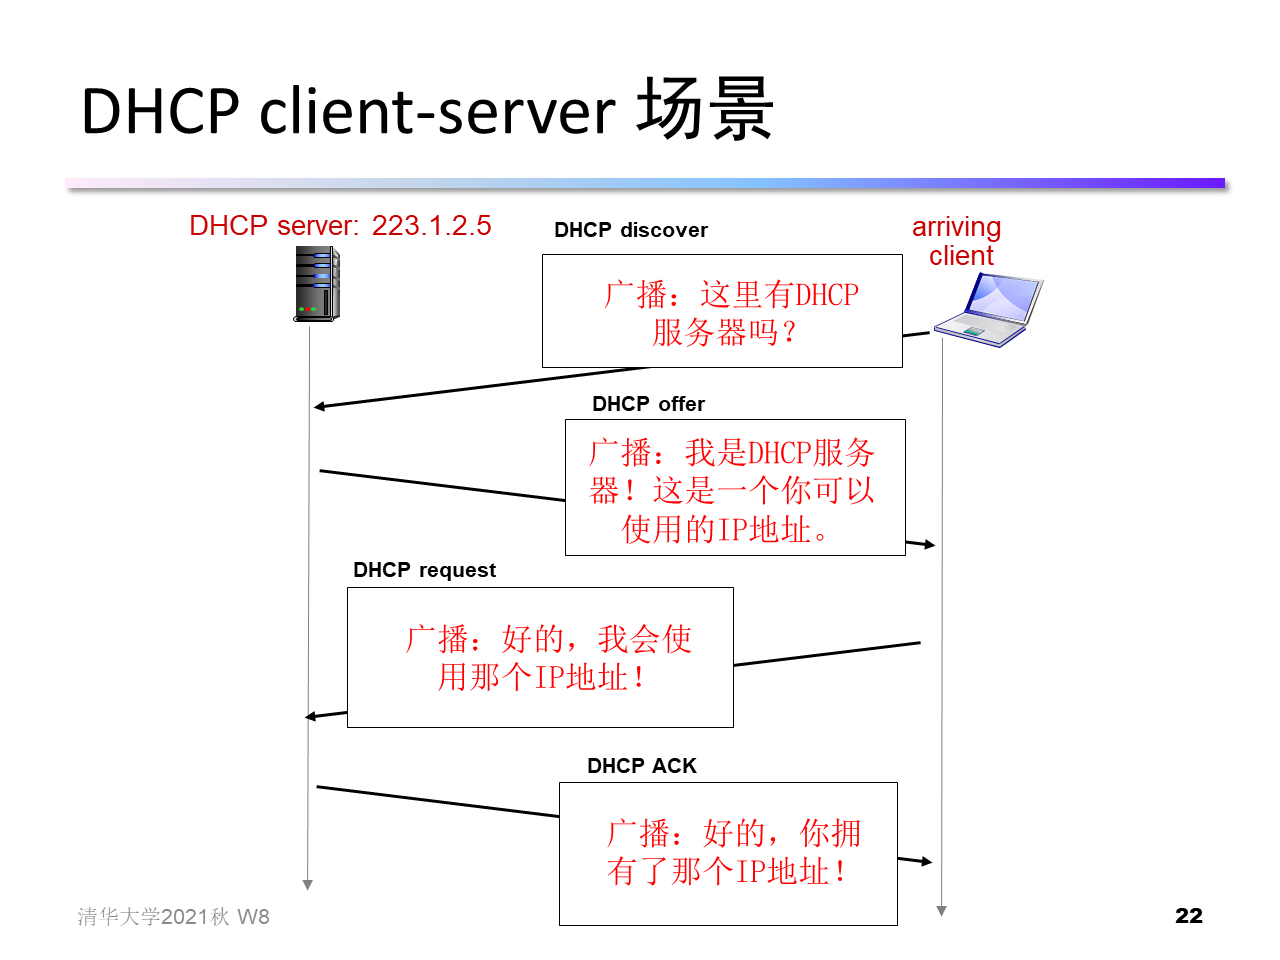 DHCP client-server 场景
DHCP server: 223.1.2.5
DHCP discover
arriving
client
广播：这里有DHCP
服务器吗？
DHCP offer
广播：我是DHCP服务
器！这是一个你可以
使用的IP地址。
DHCP request
广播：好的，我会使
用那个IP地址！
DHCP ACK
广播：好的，你拥
有了那个IP地址！
清华大学2021秋 W8
22